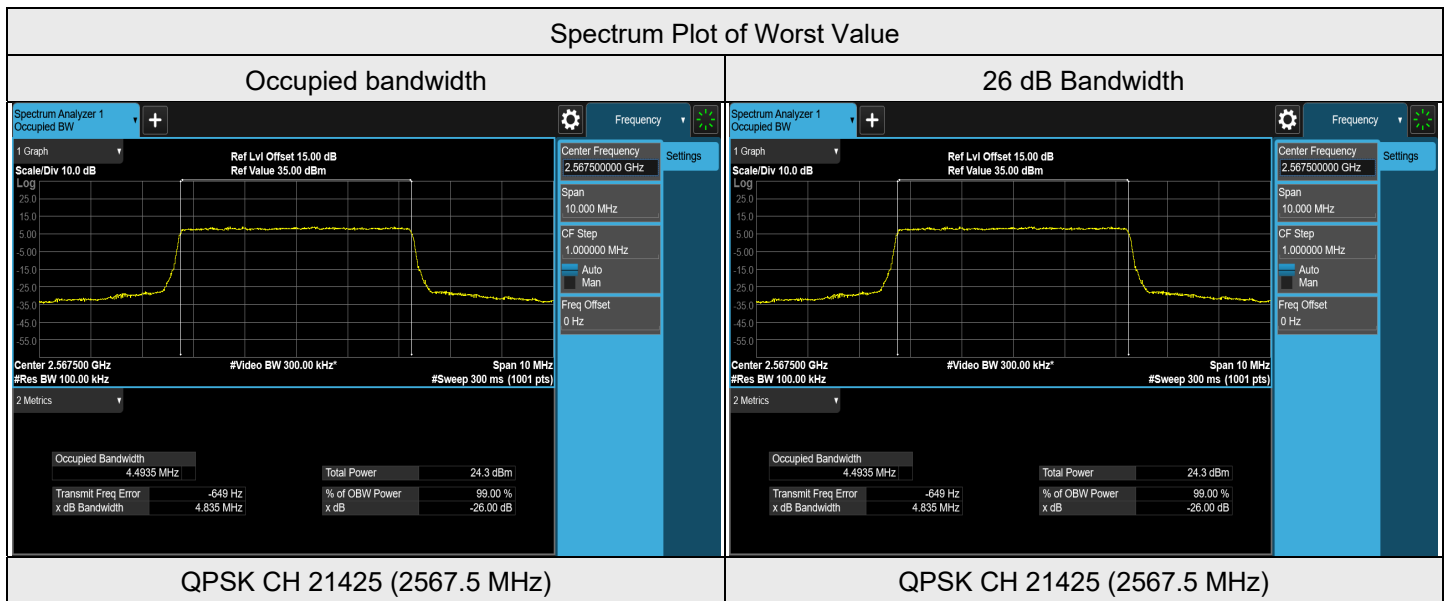 Spectrum Plot of Worst Value
Occupied bandwidth
26 dB Bandwidth
Spectrum Analyzer 1
Occupied BW
+
Frequency
1 Graph
Ref Lvl Offset 15.00 dB
Scale/Div 10.0 dB
Ref Value 35.00 dBm
Log
25.0
15.0
5.00
-5.00
-15.0
-25.0
-35.0
-45.0
-55.0
Center 2.567500 GHz
#Video BW 300.00 kHz*
Span 10 MHz
#Res BW 100.00 kHz
#Sweep 300 ms (1001 pts)
Center Frequency
2.567500000 GHz
Settings
Span
10.000 MHz
CF Step
1.000000 MHz
Auto
Man
Freq Offset
0 Hz
2 Metrics
Occupied Bandwidth
4.4935 MHz
Total Power 24.3 dBm
Transmit Freq Error -649 Hz
% of OBW Power 99.00 %
x dB Bandwidth 4.835 MHz
x dB -26.00 dB
Spectrum Analyzer 1
Occupied BW
+
Frequency
1 Graph
Ref Lvl Offset 15.00 dB
Scale/Div 10.0 dB
Ref Value 35.00 dBm
Log
25.0
15.0
5.00
-5.00
-15.0
-25.0
-35.0
-45.0
-55.0
Center 2.567500 GHz
#Video BW 300.00 kHz*
Span 10 MHz
#Res BW 100.00 kHz
#Sweep 300 ms (1001 pts)
Center Frequency
2.567500000 GHz
Settings
Span
10.000 MHz
CF Step
1.000000 MHz
Auto
Man
Freq Offset
0 Hz
2 Metrics
Occupied Bandwidth
4.4935 MHz
Total Power 24.3 dBm
Transmit Freq Error -649 Hz
% of OBW Power 99.00 %
x dB Bandwidth 4.835 MHz
x dB -26.00 dB
QPSK CH 21425 (2567.5 MHz)
QPSK CH 21425 (2567.5 MHz)